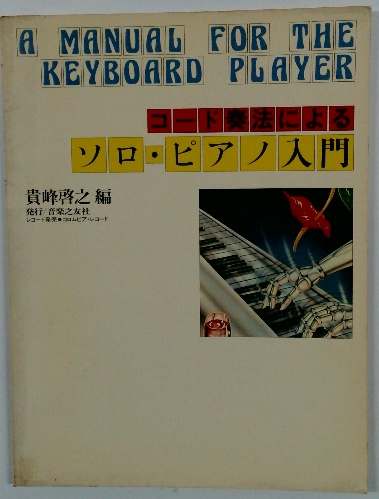 A MANUAL FOR THE
KEYBOARD PLAYER
コード奏法による
ソロ・ピアノ入門
貴峰啓之 編
発行/音楽之友社
レコード発売●コロムビア・レコード